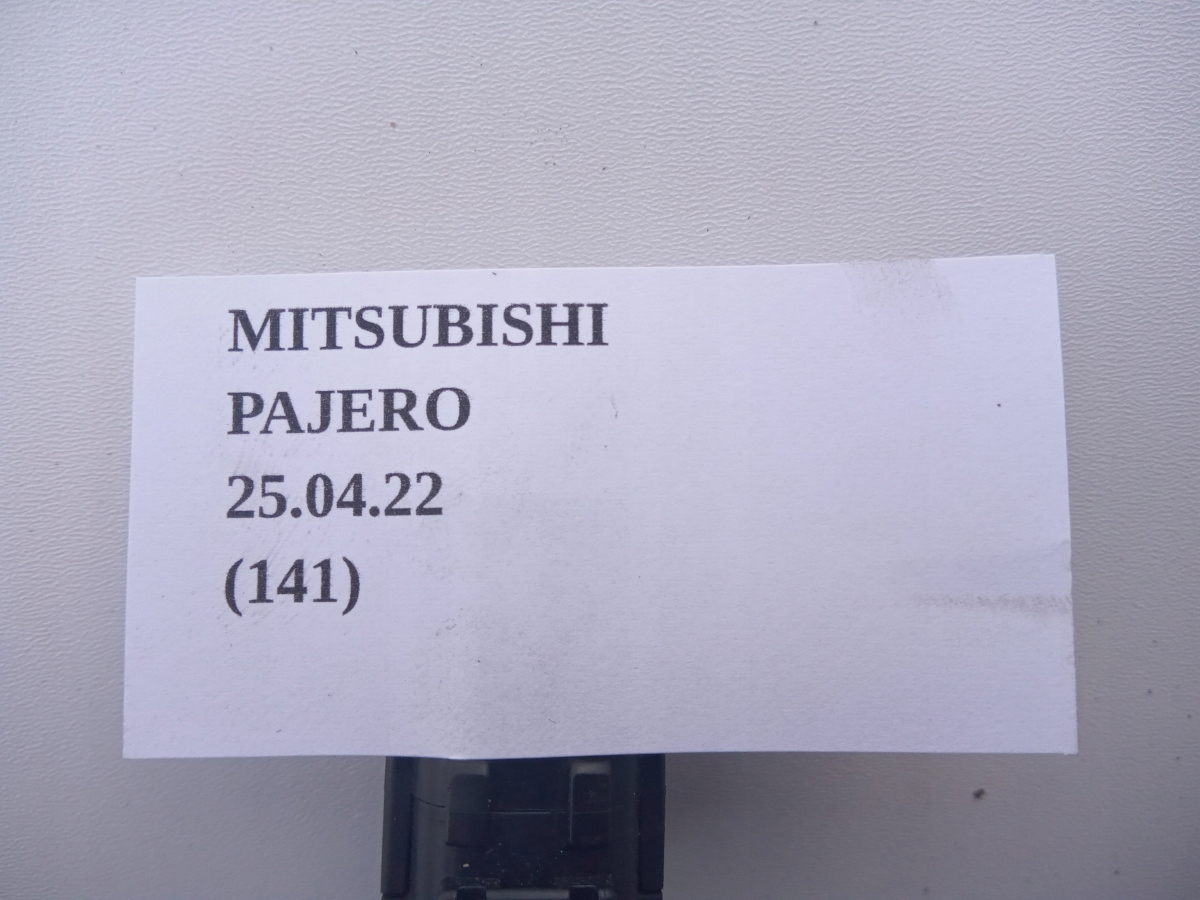 MITSUBISHI
PAJERO
25.04.22
(141)